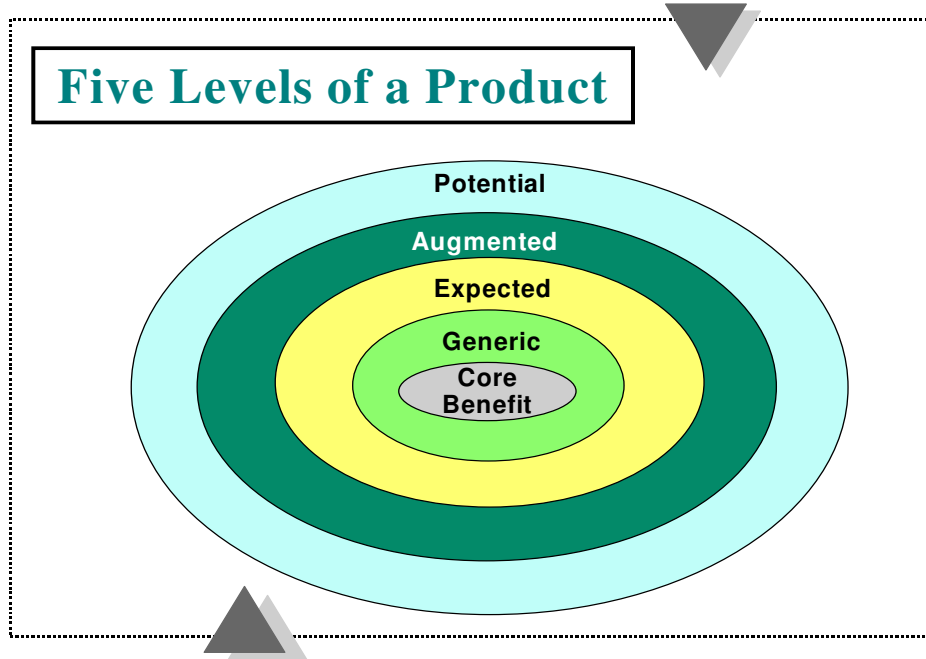 Five Levels of a Product
Potential
Augmented
Expected
Generic
Core
Benefit